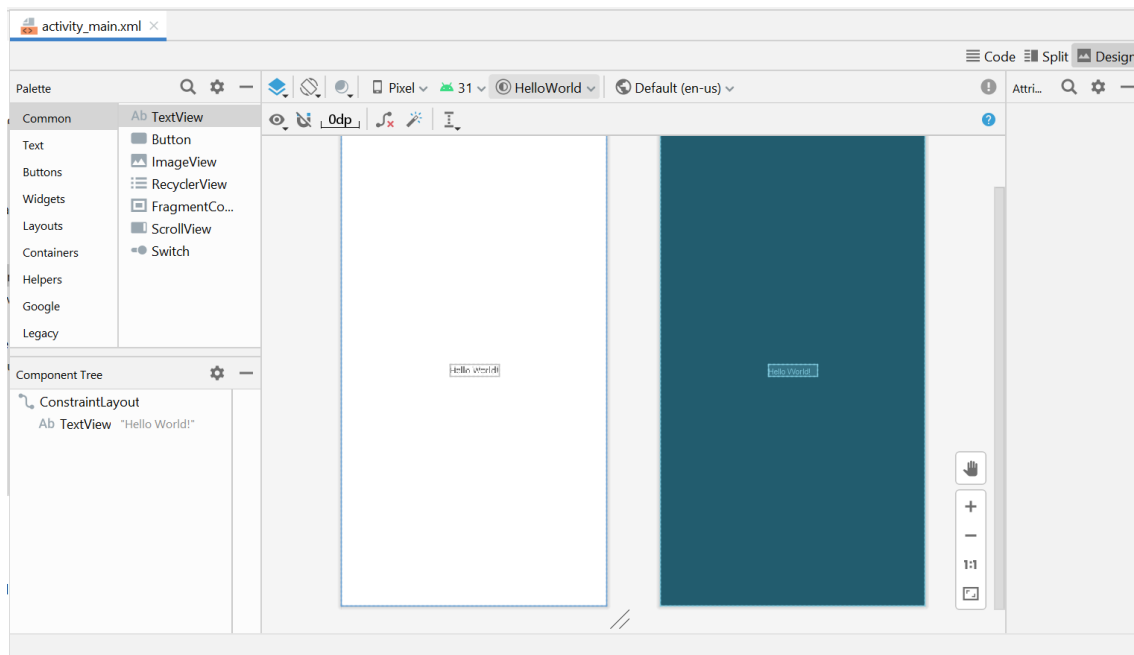 activity_main.xml
Code Split Design
Palette
Pixel 31 HelloWorld Default (en-us)
Attri...
0dp
Common
Text
Buttons
Widgets
Layouts
Containers
Helpers
Google
Legacy
Ab TextView
Button
ImageView
RecyclerView
FragmentCo...
ScrollView
Switch
Component Tree
ConstraintLayout
Ab TextView "Hello World!"
Hello World!
Hello World!
1:1